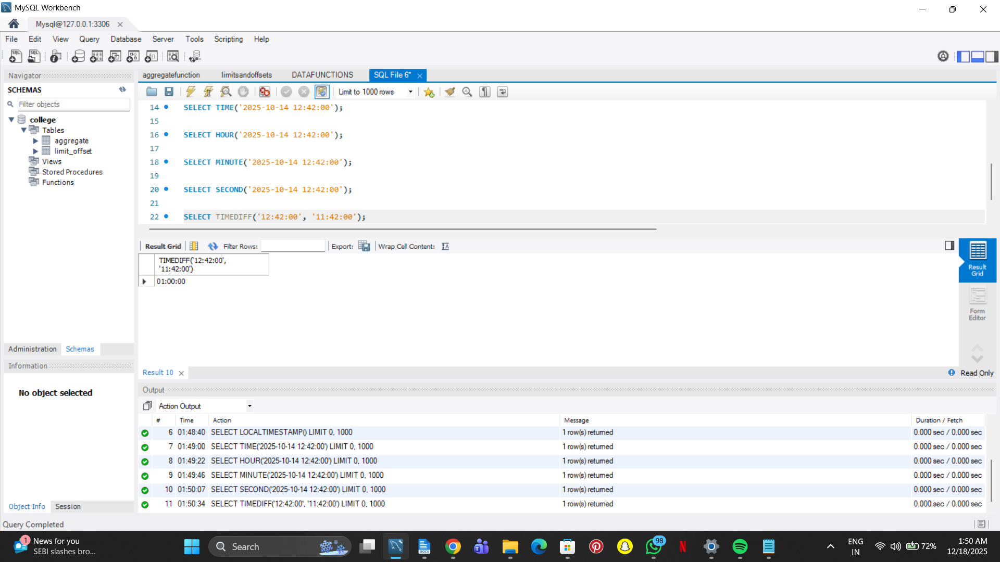 MySQL Workbench
Mysql@127.0.0.1:3306
File Edit View Query Database Server Tools Scripting Help
Navigator
SCHEMAS
Filter objects
college
Tables
aggregate
limit_offset
Views
Stored Procedures
Functions
Administration Schemas
Information
No object selected
Object Info Session
aggregatefunction limitsandoffsets DATAFUNCTIONS SQL File 6*
Limit to 1000 rows
14 SELECT TIME('2025-10-14 12:42:00');
15
16 SELECT HOUR('2025-10-14 12:42:00');
17
18 SELECT MINUTE('2025-10-14 12:42:00');
19
20 SELECT SECOND('2025-10-14 12:42:00');
21
22 SELECT TIMEDIFF('12:42:00', '11:42:00');
Result Grid Filter Rows: Export: Wrap Cell Content:
TIMEDIFF('12:42:00',
'11:42:00')
01:00:00
Result
Grid
Form
Editor
Result 10
Read Only
Output
Action Output
# Time Action Message Duration / Fetch
6 01:48:40 SELECT LOCALTIMESTAMP() LIMIT 0, 1000 1 row(s) returned 0.000 sec / 0.000 sec
7 01:49:00 SELECT TIME('2025-10-14 12:42:00') LIMIT 0, 1000 1 row(s) returned 0.000 sec / 0.000 sec
8 01:49:22 SELECT HOUR('2025-10-14 12:42:00') LIMIT 0, 1000 1 row(s) returned 0.000 sec / 0.000 sec
9 01:49:46 SELECT MINUTE('2025-10-14 12:42:00') LIMIT 0, 1000 1 row(s) returned 0.000 sec / 0.000 sec
10 01:50:07 SELECT SECOND('2025-10-14 12:42:00') LIMIT 0, 1000 1 row(s) returned 0.000 sec / 0.000 sec
11 01:50:34 SELECT TIMEDIFF('12:42:00', '11:42:00') LIMIT 0, 1000 1 row(s) returned 0.000 sec / 0.000 sec
Query Completed
1
News for you
SEBI slashes bro...
Search
DOCX
98
ENG
IN
72%
1:50 AM
12/18/2025